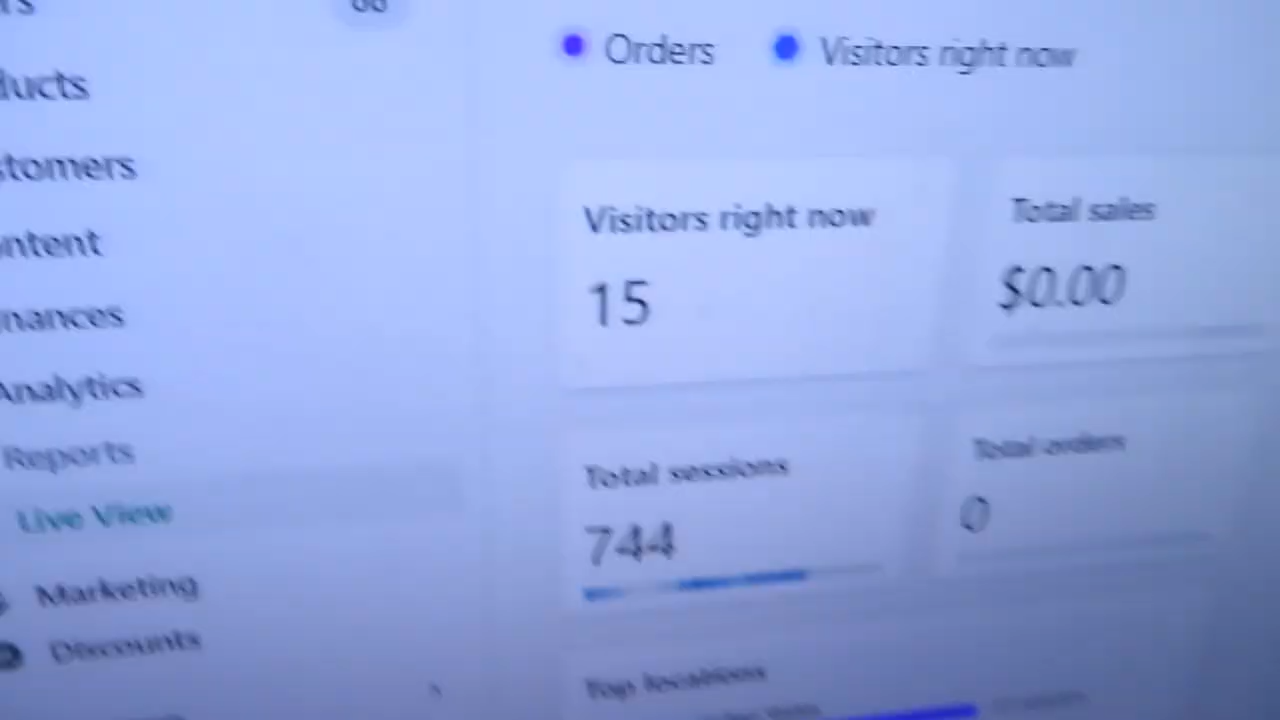 Orders
Visitors right now
ducts
stomers
ontent
nances
Analytics
Reports
Live View
Marketing
Discounts
Visitors right now
15
Total sales
$0.00
Total sessions
744
Total orders
0
Top locations